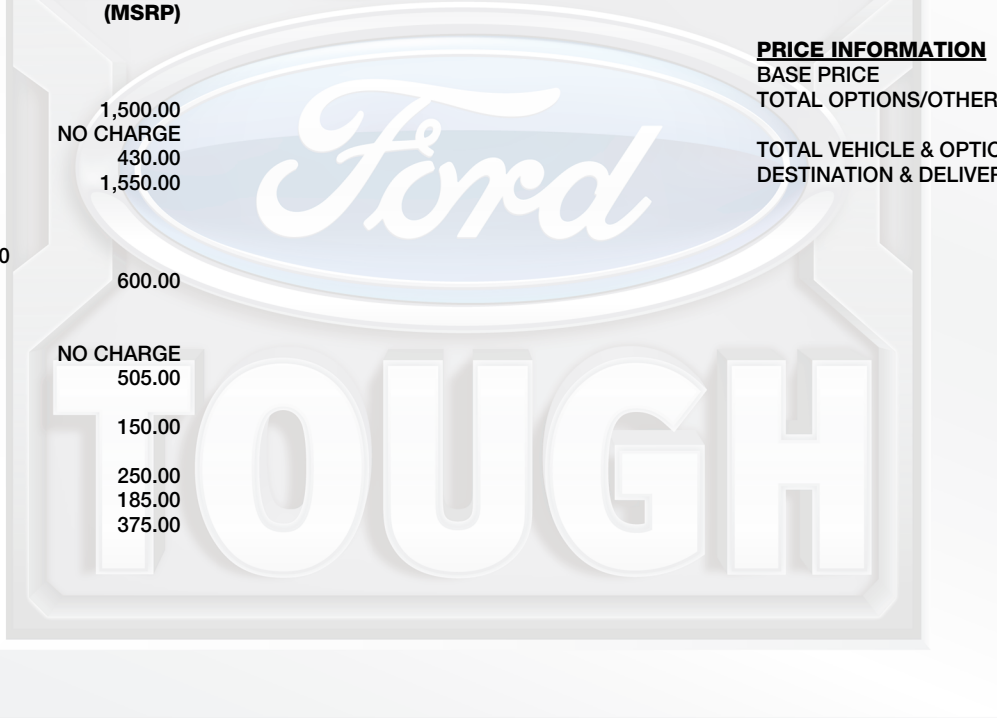 (MSRP)
1,500.00
NO CHARGE
430.00
1,550.00
0
600.00
NO CHARGE
505.00
150.00
250.00
185.00
375.00
PRICE INFORMATION
BASE PRICE
TOTAL OPTIONS/OTHER
TOTAL VEHICLE & OPTIO
DESTINATION & DELIVER
Ford
TOUGH